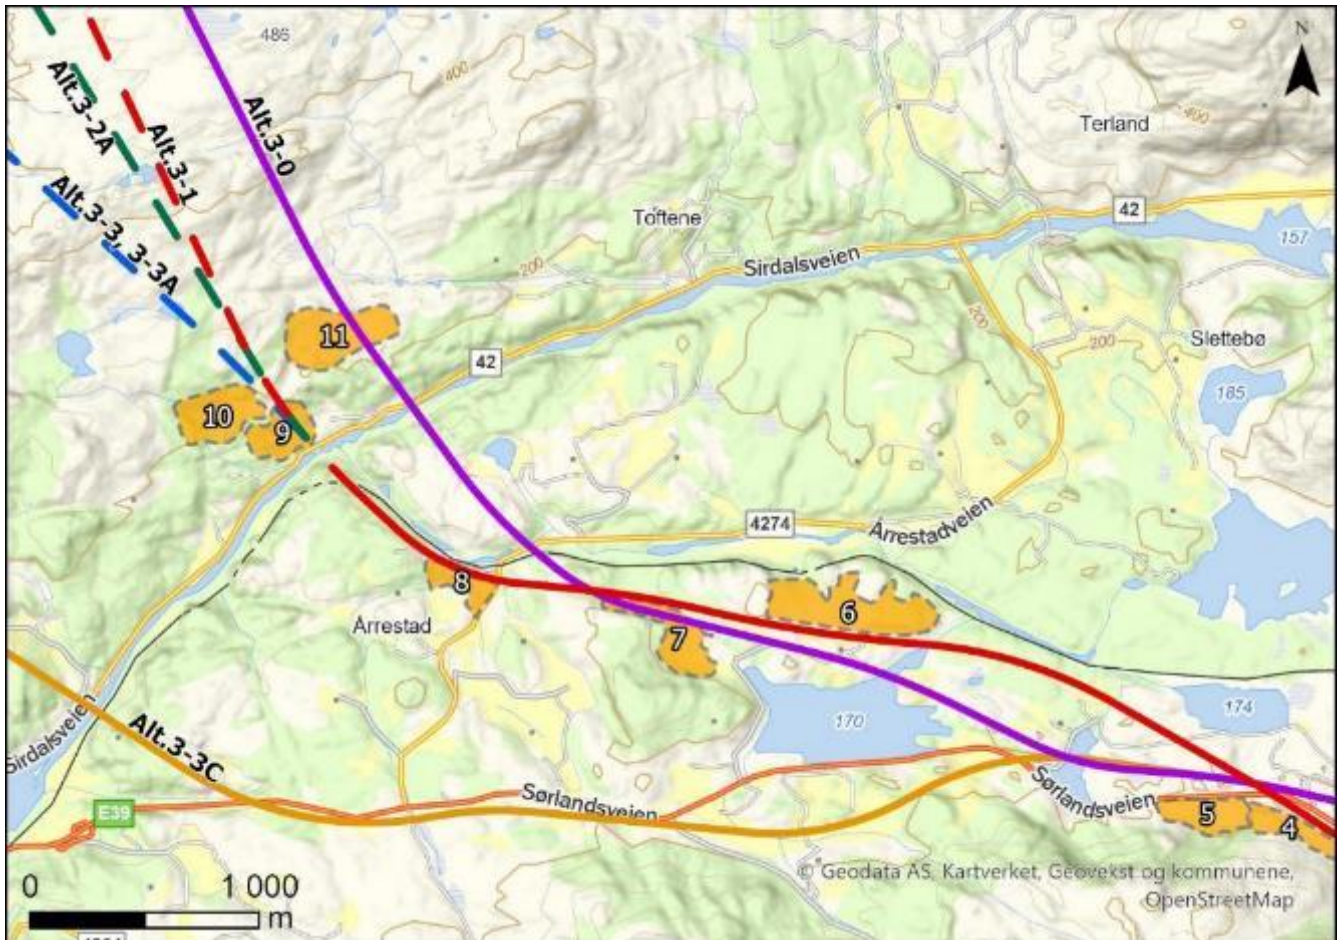 486
N
400
Alt.3-2A
Alt.3-1
Alt.3-0
Terland
400
Alt.3-3, 3-3A
Toftene
42
157
200
Sirdalsveien
200
11
42
200
Slettebø
10
9
185
4274
Årrestadveien
8
6
Årrestad
7
Sirdalsveien
170
174
Alt.3-3C
Sørlandsveien
Sørlandsveien
E39
5
4
© Geodata AS, Kartverket, Geovekst og kommunene,
OpenStreetMap
0
1 000
m